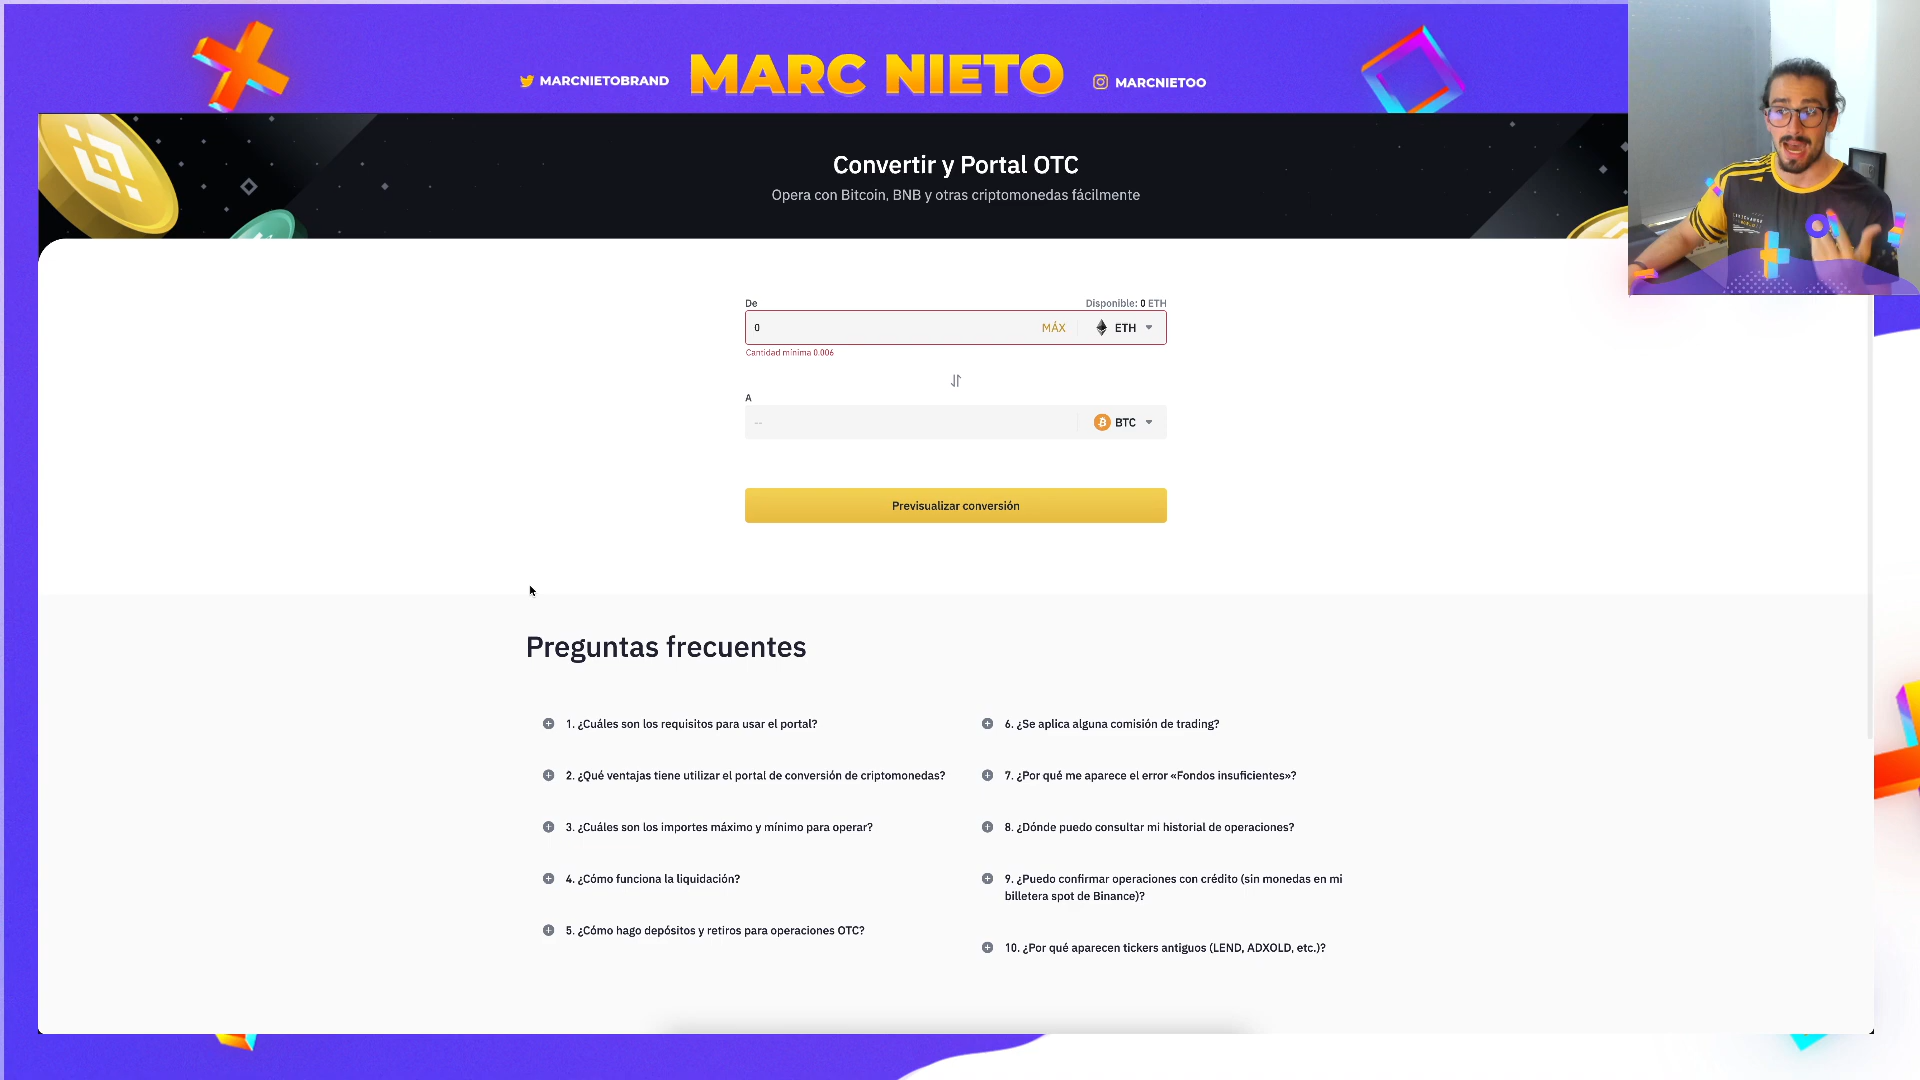 MARCNIETOBRAND
MARC NIETO
MARCNIETOO
Convertir y Portal OTC
Opera con Bitcoin, BNB y otras criptomonedas fácilmente
De
Disponible: 0 ETH
0
MÁX
ETH
Cantidad mínima 0.006
A
--
BTC
Previsualizar conversión
Preguntas frecuentes
1. ¿Cuáles son los requisitos para usar el portal?
2. ¿Qué ventajas tiene utilizar el portal de conversión de criptomonedas?
3. ¿Cuáles son los importes máximo y mínimo para operar?
4. ¿Cómo funciona la liquidación?
5. ¿Cómo hago depósitos y retiros para operaciones OTC?
6. ¿Se aplica alguna comisión de trading?
7. ¿Por qué me aparece el error «Fondos insuficientes»?
8. ¿Dónde puedo consultar mi historial de operaciones?
9. ¿Puedo confirmar operaciones con crédito (sin monedas en mi
billetera spot de Binance)?
10. ¿Por qué aparecen tickers antiguos (LEND, ADXOLD, etc.)?